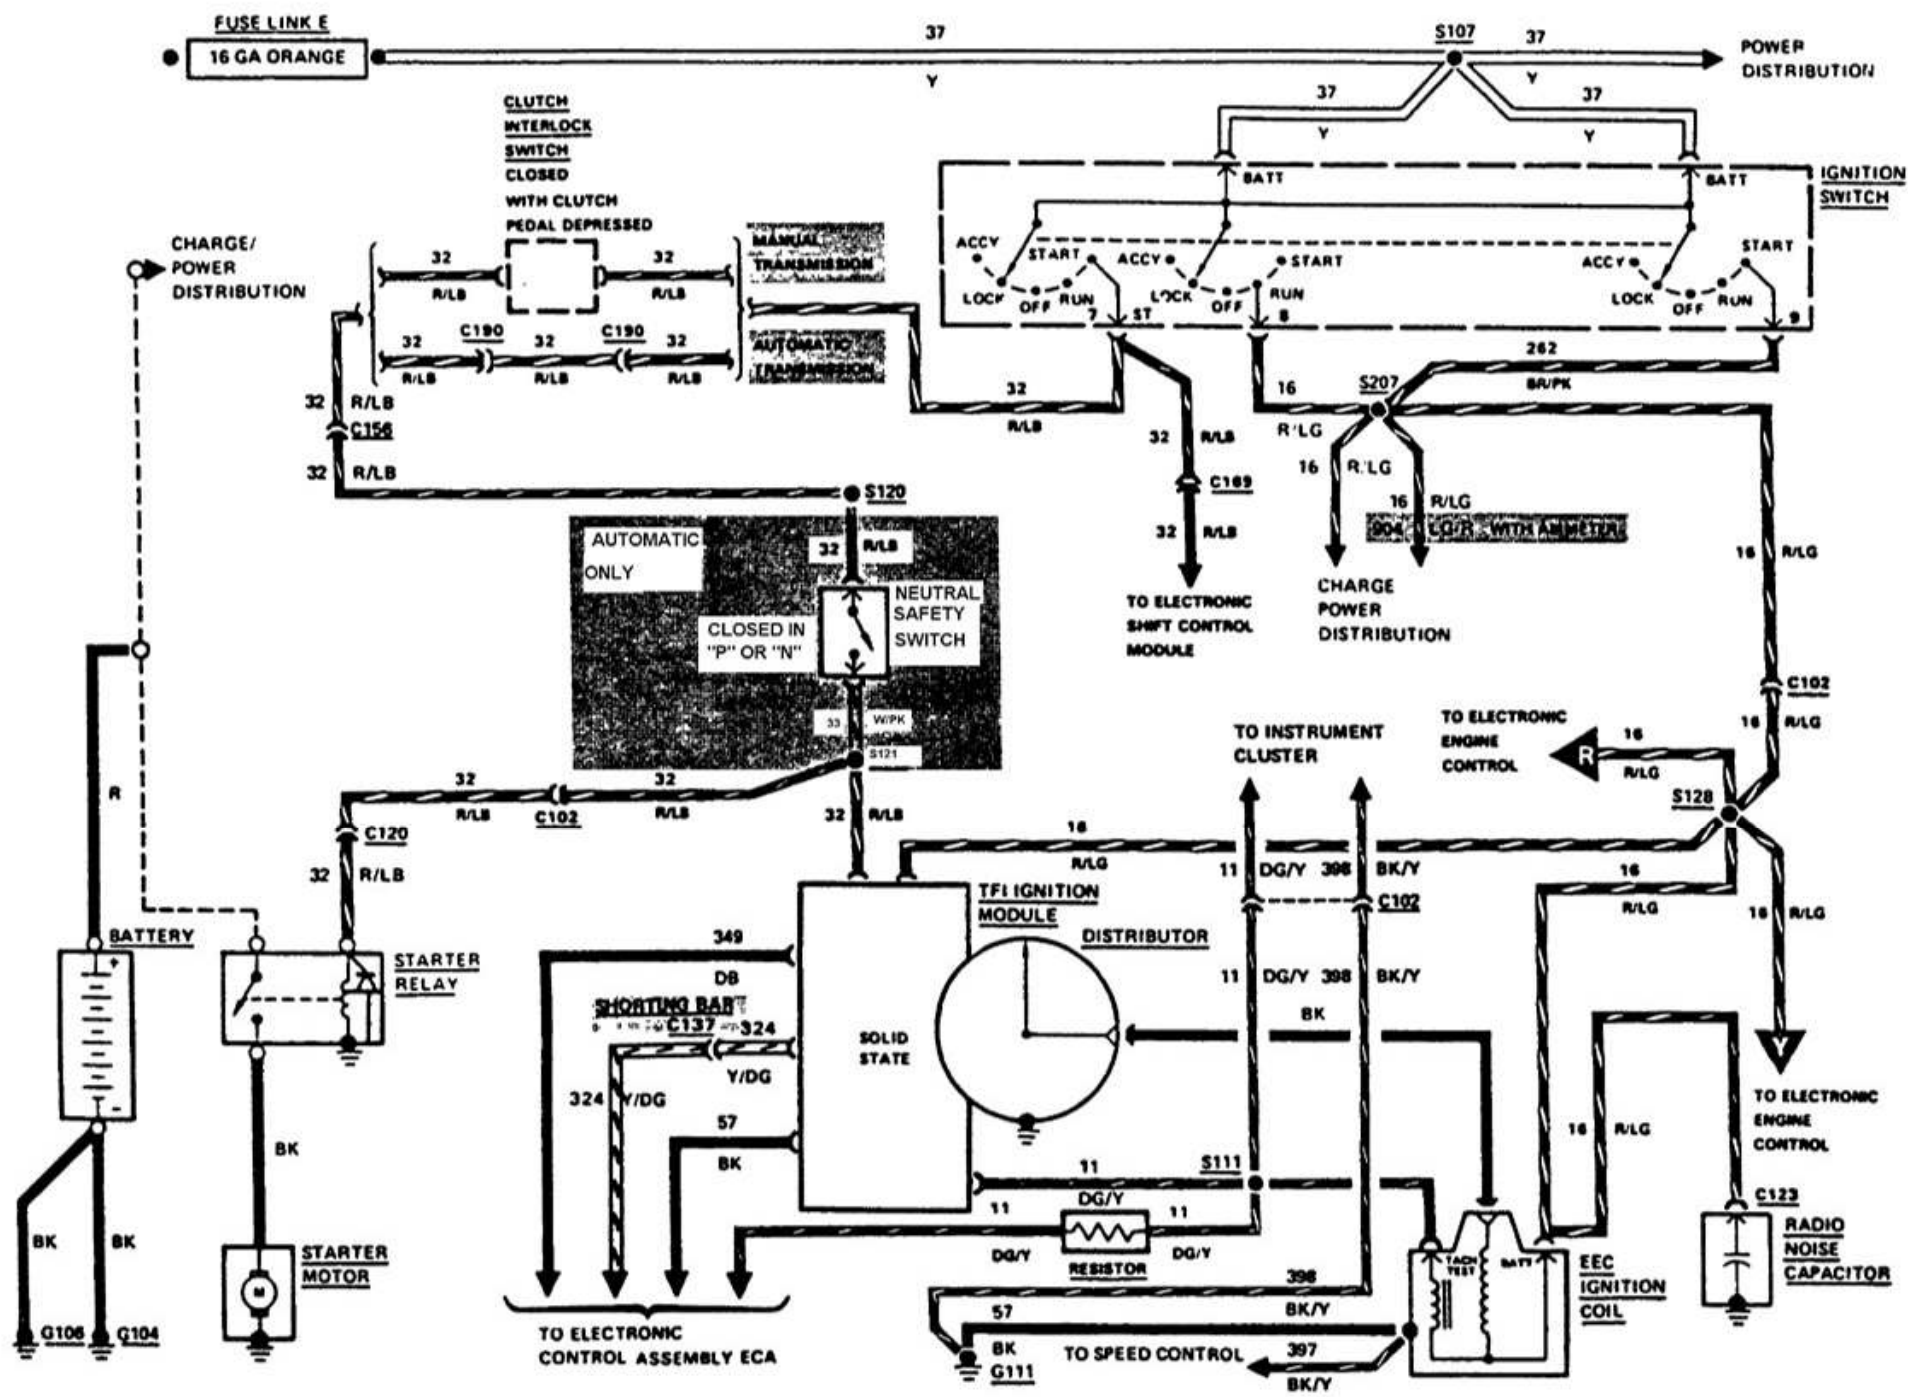 FUSE LINK E
16 GA ORANGE
37
Y
S107
37
Y
POWER
DISTRIBUTION
37
Y
37
Y
CLUTCH
INTERLOCK
SWITCH
CLOSED
WITH CLUTCH
PEDAL DEPRESSED
BATT
BATT
IGNITION
SWITCH
CHARGE/
POWER
DISTRIBUTION
32
R/LB
32
R/LB
MANUAL
TRANSMISSION
ACCY
LOCK
OFF
RUN
START
ACCY
LOCK
OFF
RUN
START
ACCY
LOCK
OFF
RUN
START
7
ST
8
9
32
R/LB
C190
32
R/LB
C190
32
R/LB
AUTOMATIC
TRANSMISSION
32
R/LB
262
BR/PK
16
R/LG
S207
32 R/LB
C156
32 R/LB
S120
32 R/LB
C169
32 R/LB
TO ELECTRONIC
SHIFT CONTROL
MODULE
16 R/LG
16 R/LG
904 LG/R WITH AMMETER
CHARGE
POWER
DISTRIBUTION
16 R/LG
C102
16 R/LG
AUTOMATIC
ONLY
32 R/LB
CLOSED IN
"P" OR "N"
NEUTRAL
SAFETY
SWITCH
33 W/PK
S121
R
32
R/LB
C102
32
R/LB
C120
32 R/LB
32 R/LB
TO INSTRUMENT
CLUSTER
TO ELECTRONIC
ENGINE
CONTROL
R
16
R/LG
S128
16
R/LG
11 DG/Y
398 BK/Y
C102
16
R/LG
16 R/LG
BATTERY
+
-
STARTER
RELAY
TFI IGNITION
MODULE
DISTRIBUTOR
SOLID
STATE
349
DB
SHORTING BAR
C137
324
Y/DG
324 Y/DG
57
BK
11 DG/Y
398 BK/Y
BK
Y
TO ELECTRONIC
ENGINE
CONTROL
16 R/LG
BK
BK
BK
G106
G104
STARTER
MOTOR
M
11
DG/Y
S111
11
DG/Y
RESISTOR
11
DG/Y
TO ELECTRONIC
CONTROL ASSEMBLY ECA
398
BK/Y
57
BK
G111
TO SPEED CONTROL
397
BK/Y
TACH
TEST
BATT
EEC
IGNITION
COIL
C123
RADIO
NOISE
CAPACITOR